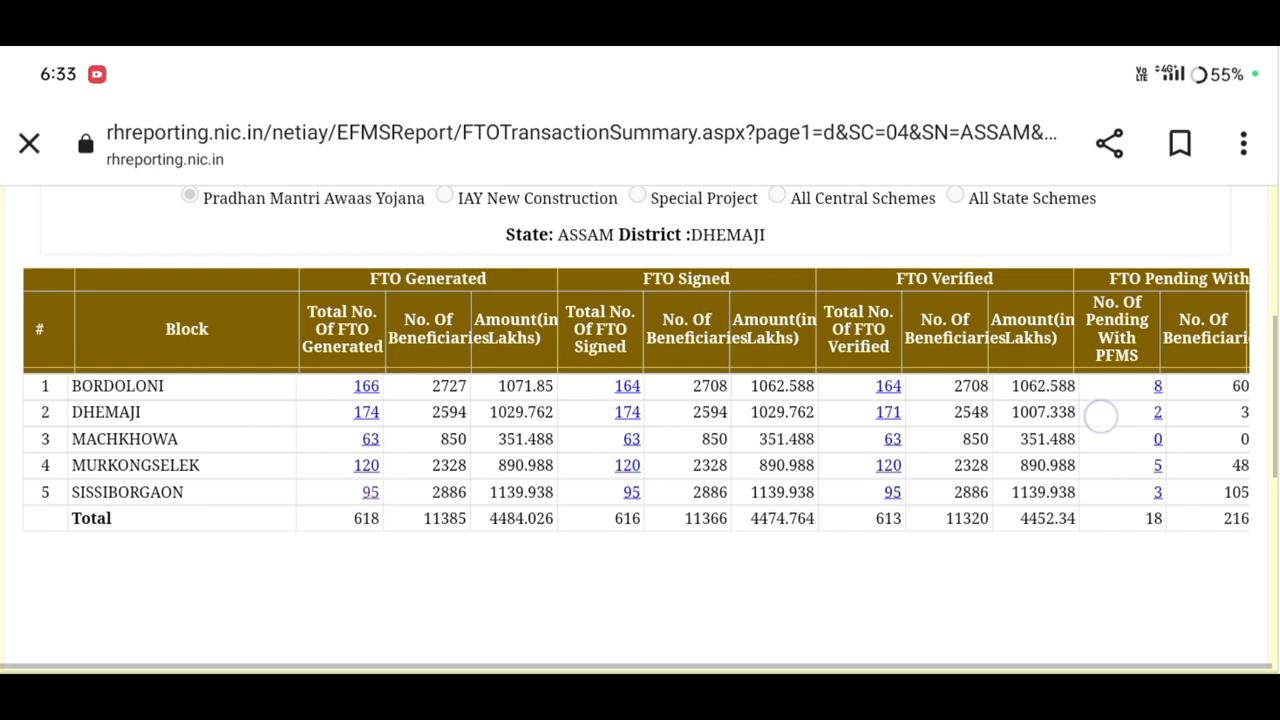 6:33
Vo LTE 4G+ 55%
rhreporting.nic.in/netiay/EFMSReport/FTOTransactionSummary.aspx?page1=d&SC=04&SN=ASSAM&...
rhreporting.nic.in
Pradhan Mantri Awaas Yojana IAY New Construction Special Project All Central Schemes All State Schemes
State: ASSAM District :DHEMAJI
FTO Generated FTO Signed FTO Verified FTO Pending With
# Block Total No. Of FTO Generated No. Of Beneficiaries Amount(in Lakhs) Total No. Of FTO Signed No. Of Beneficiaries Amount(in Lakhs) Total No. Of FTO Verified No. Of Beneficiaries Amount(in Lakhs) No. Of Pending With PFMS No. Of Beneficiari
1 BORDOLONI 166 2727 1071.85 164 2708 1062.588 164 2708 1062.588 8 60
2 DHEMAJI 174 2594 1029.762 174 2594 1029.762 171 2548 1007.338 2 3
3 MACHKHOWA 63 850 351.488 63 850 351.488 63 850 351.488 0 0
4 MURKONGSELEK 120 2328 890.988 120 2328 890.988 120 2328 890.988 5 48
5 SISSIBORGAON 95 2886 1139.938 95 2886 1139.938 95 2886 1139.938 3 105
Total 618 11385 4484.026 616 11366 4474.764 613 11320 4452.34 18 216